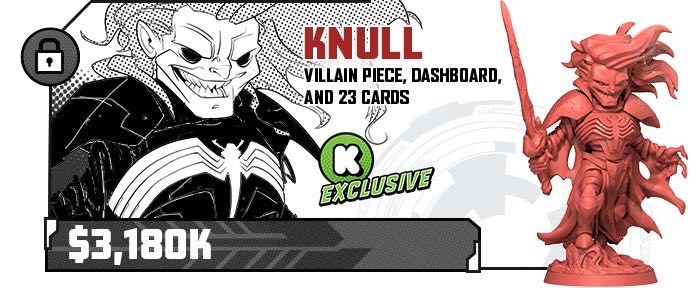 KNULL
VILLAIN PIECE, DASHBOARD,
AND 23 CARDS
K
EXCLUSIVE
$3,180K